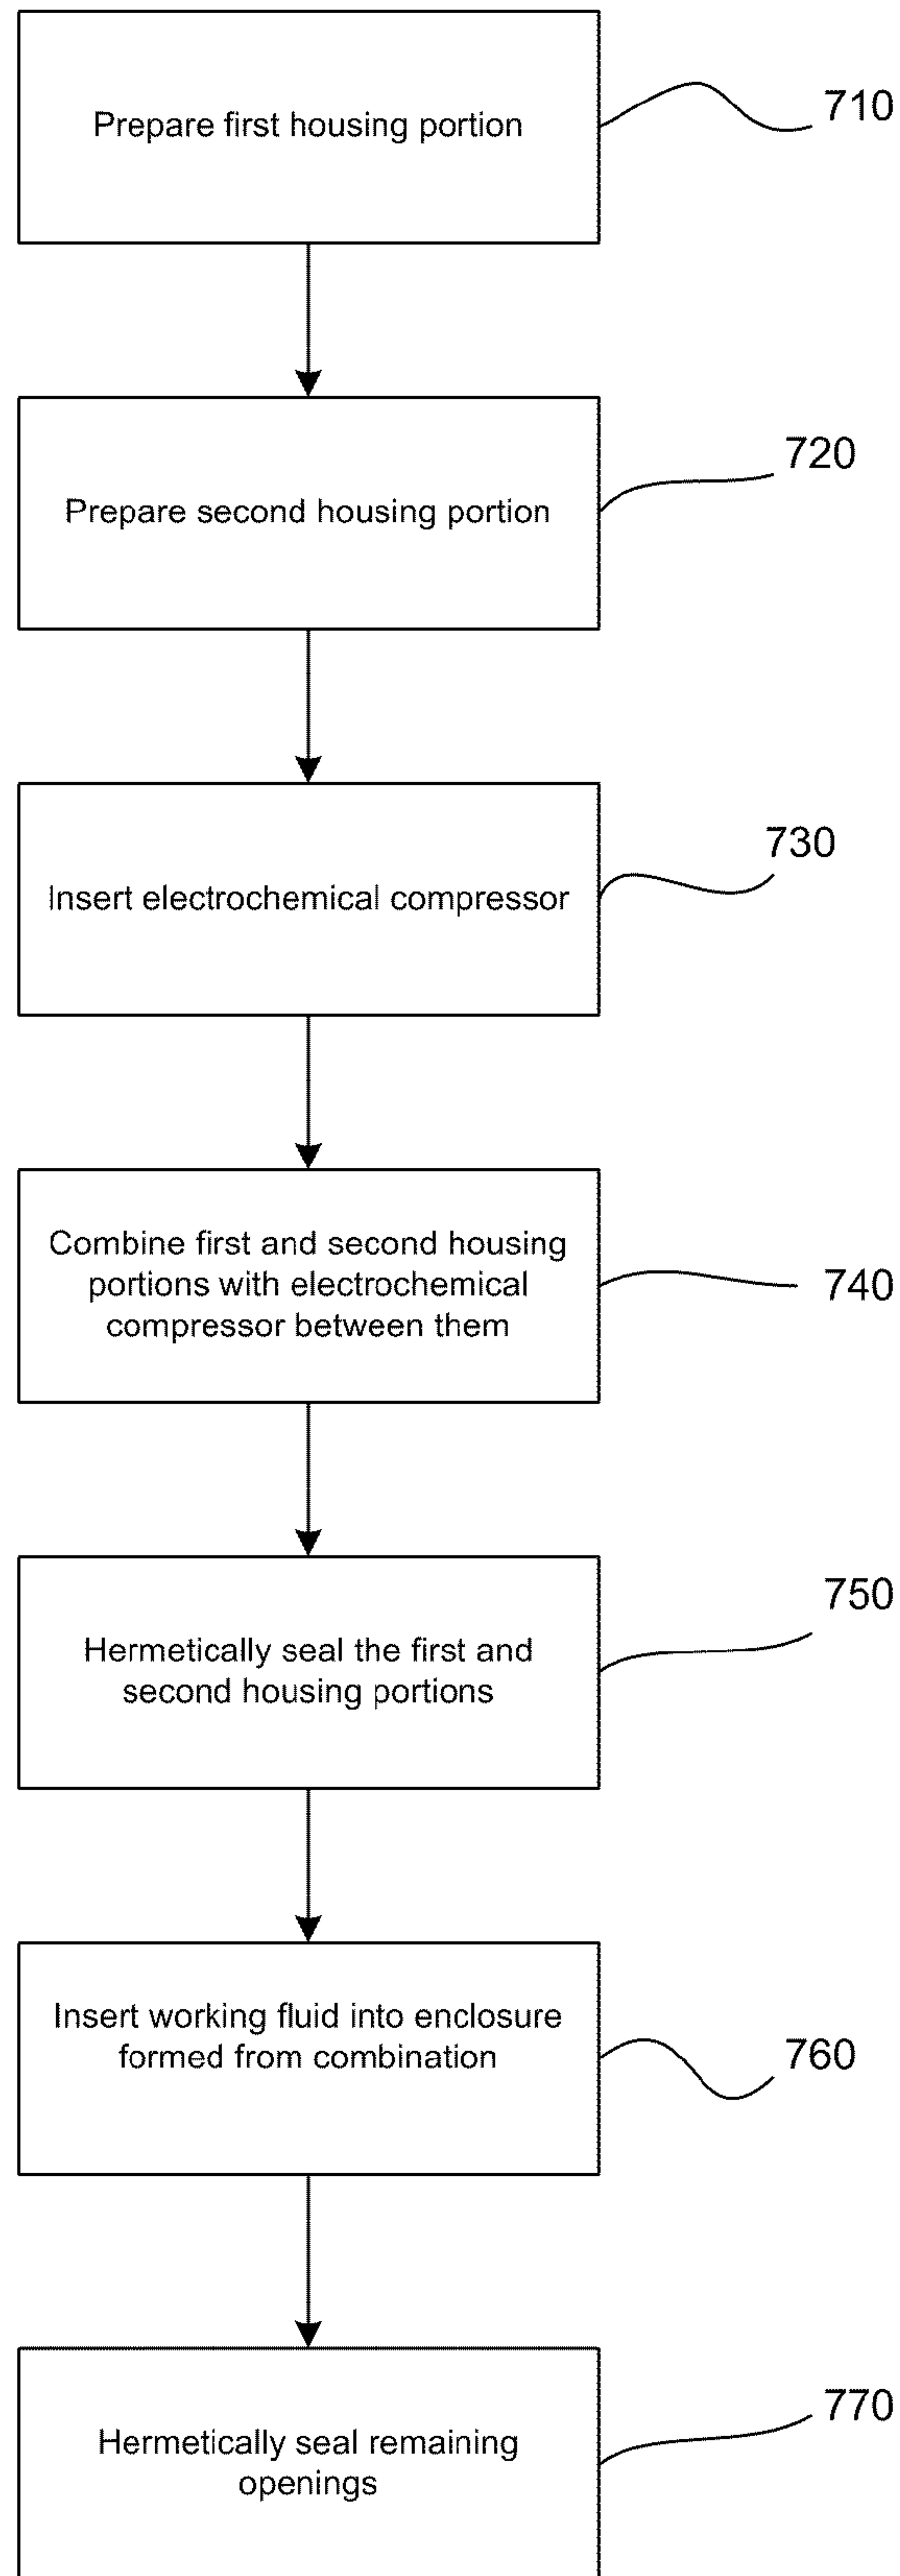 Prepare first housing portion
710
Prepare second housing portion
720
Insert electrochemical compressor
730
Combine first and second housing
portions with electrochemical
compressor between them
740
Hermetically seal the first and
second housing portions
750
Insert working fluid into enclosure
formed from combination
760
Hermetically seal remaining
openings
770